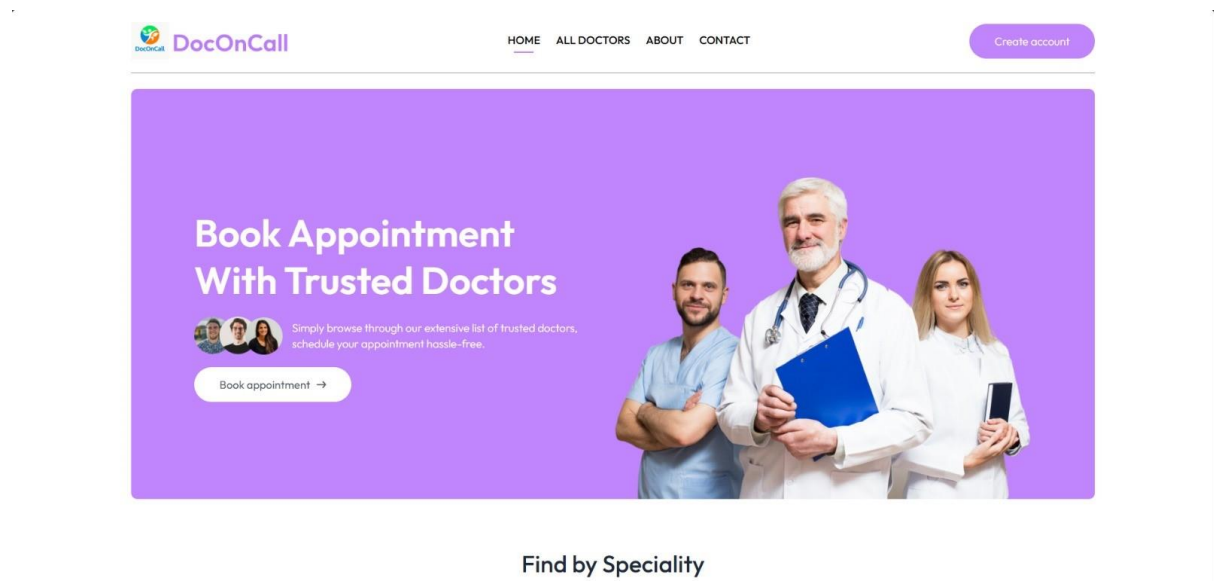 DocOnCall
DocOnCall
HOME ALL DOCTORS ABOUT CONTACT
Create account
Book Appointment
With Trusted Doctors
Simply browse through our extensive list of trusted doctors,
schedule your appointment hassle-free.
Book appointment →
Find by Speciality